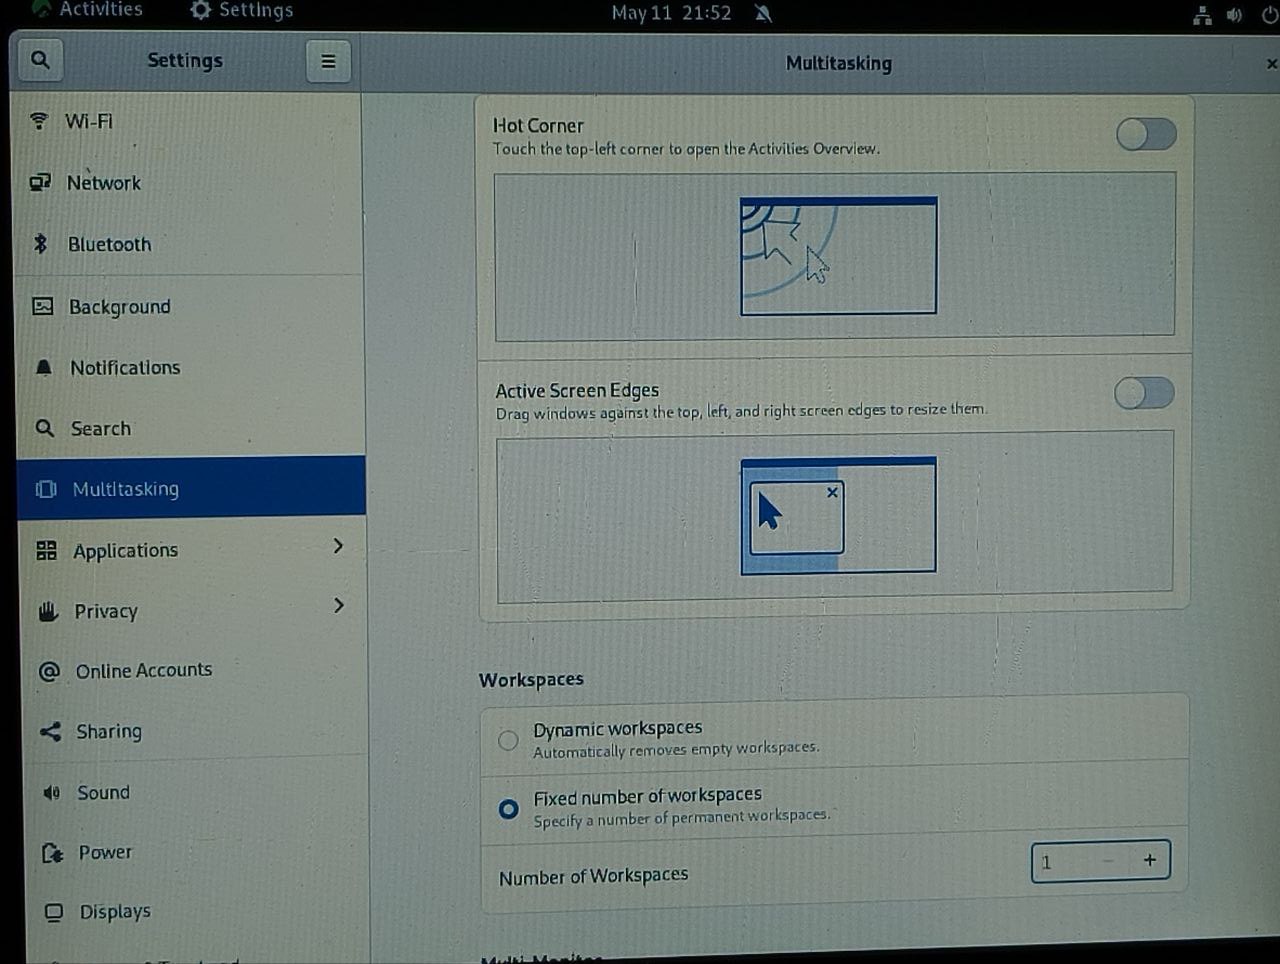 Activities
Settings
May 11 21:52
Settings
Multitasking
Wi-Fi
Network
Bluetooth
Background
Notifications
Search
Multitasking
Applications
Privacy
Online Accounts
Sharing
Sound
Power
Displays
Hot Corner
Touch the top-left corner to open the Activities Overview.
Active Screen Edges
Drag windows against the top, left, and right screen edges to resize them.
Workspaces
Dynamic workspaces
Automatically removes empty workspaces.
Fixed number of workspaces
Specify a number of permanent workspaces.
Number of Workspaces
1